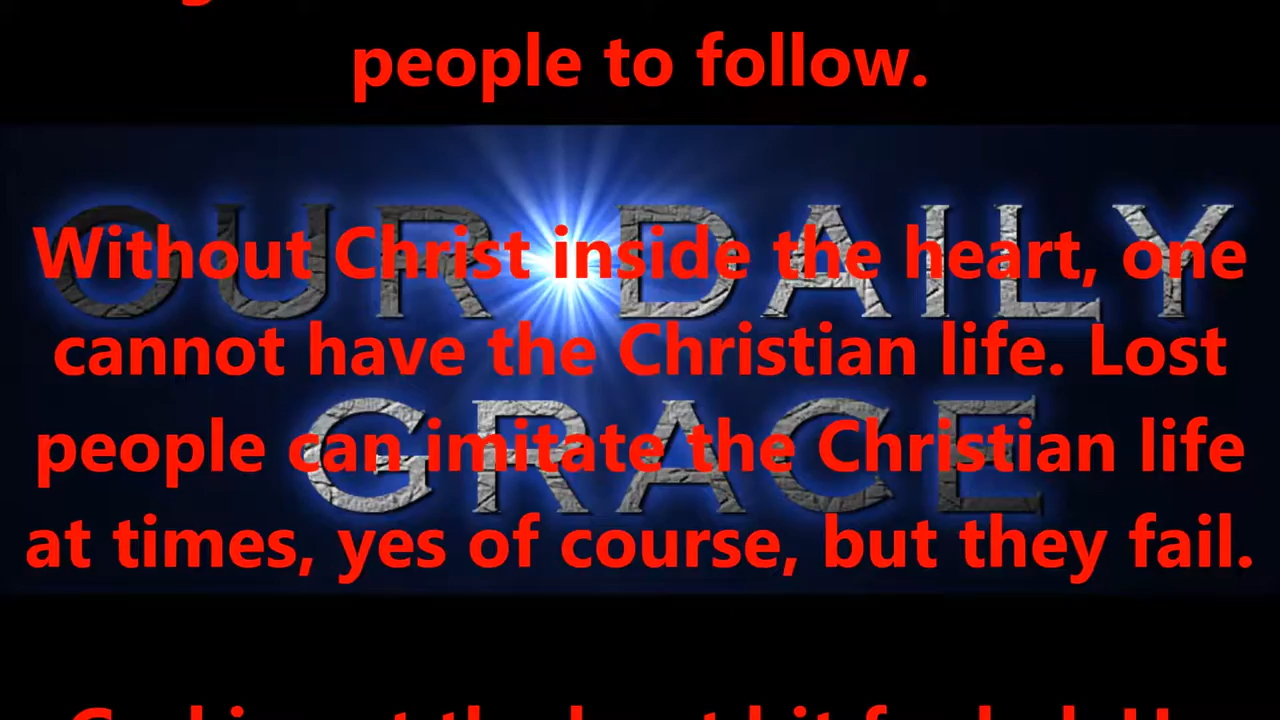 people to follow.
OUR DAILY
GRACE
Without Christ inside the heart, one
cannot have the Christian life. Lost
people can imitate the Christian life
at times, yes of course, but they fail.